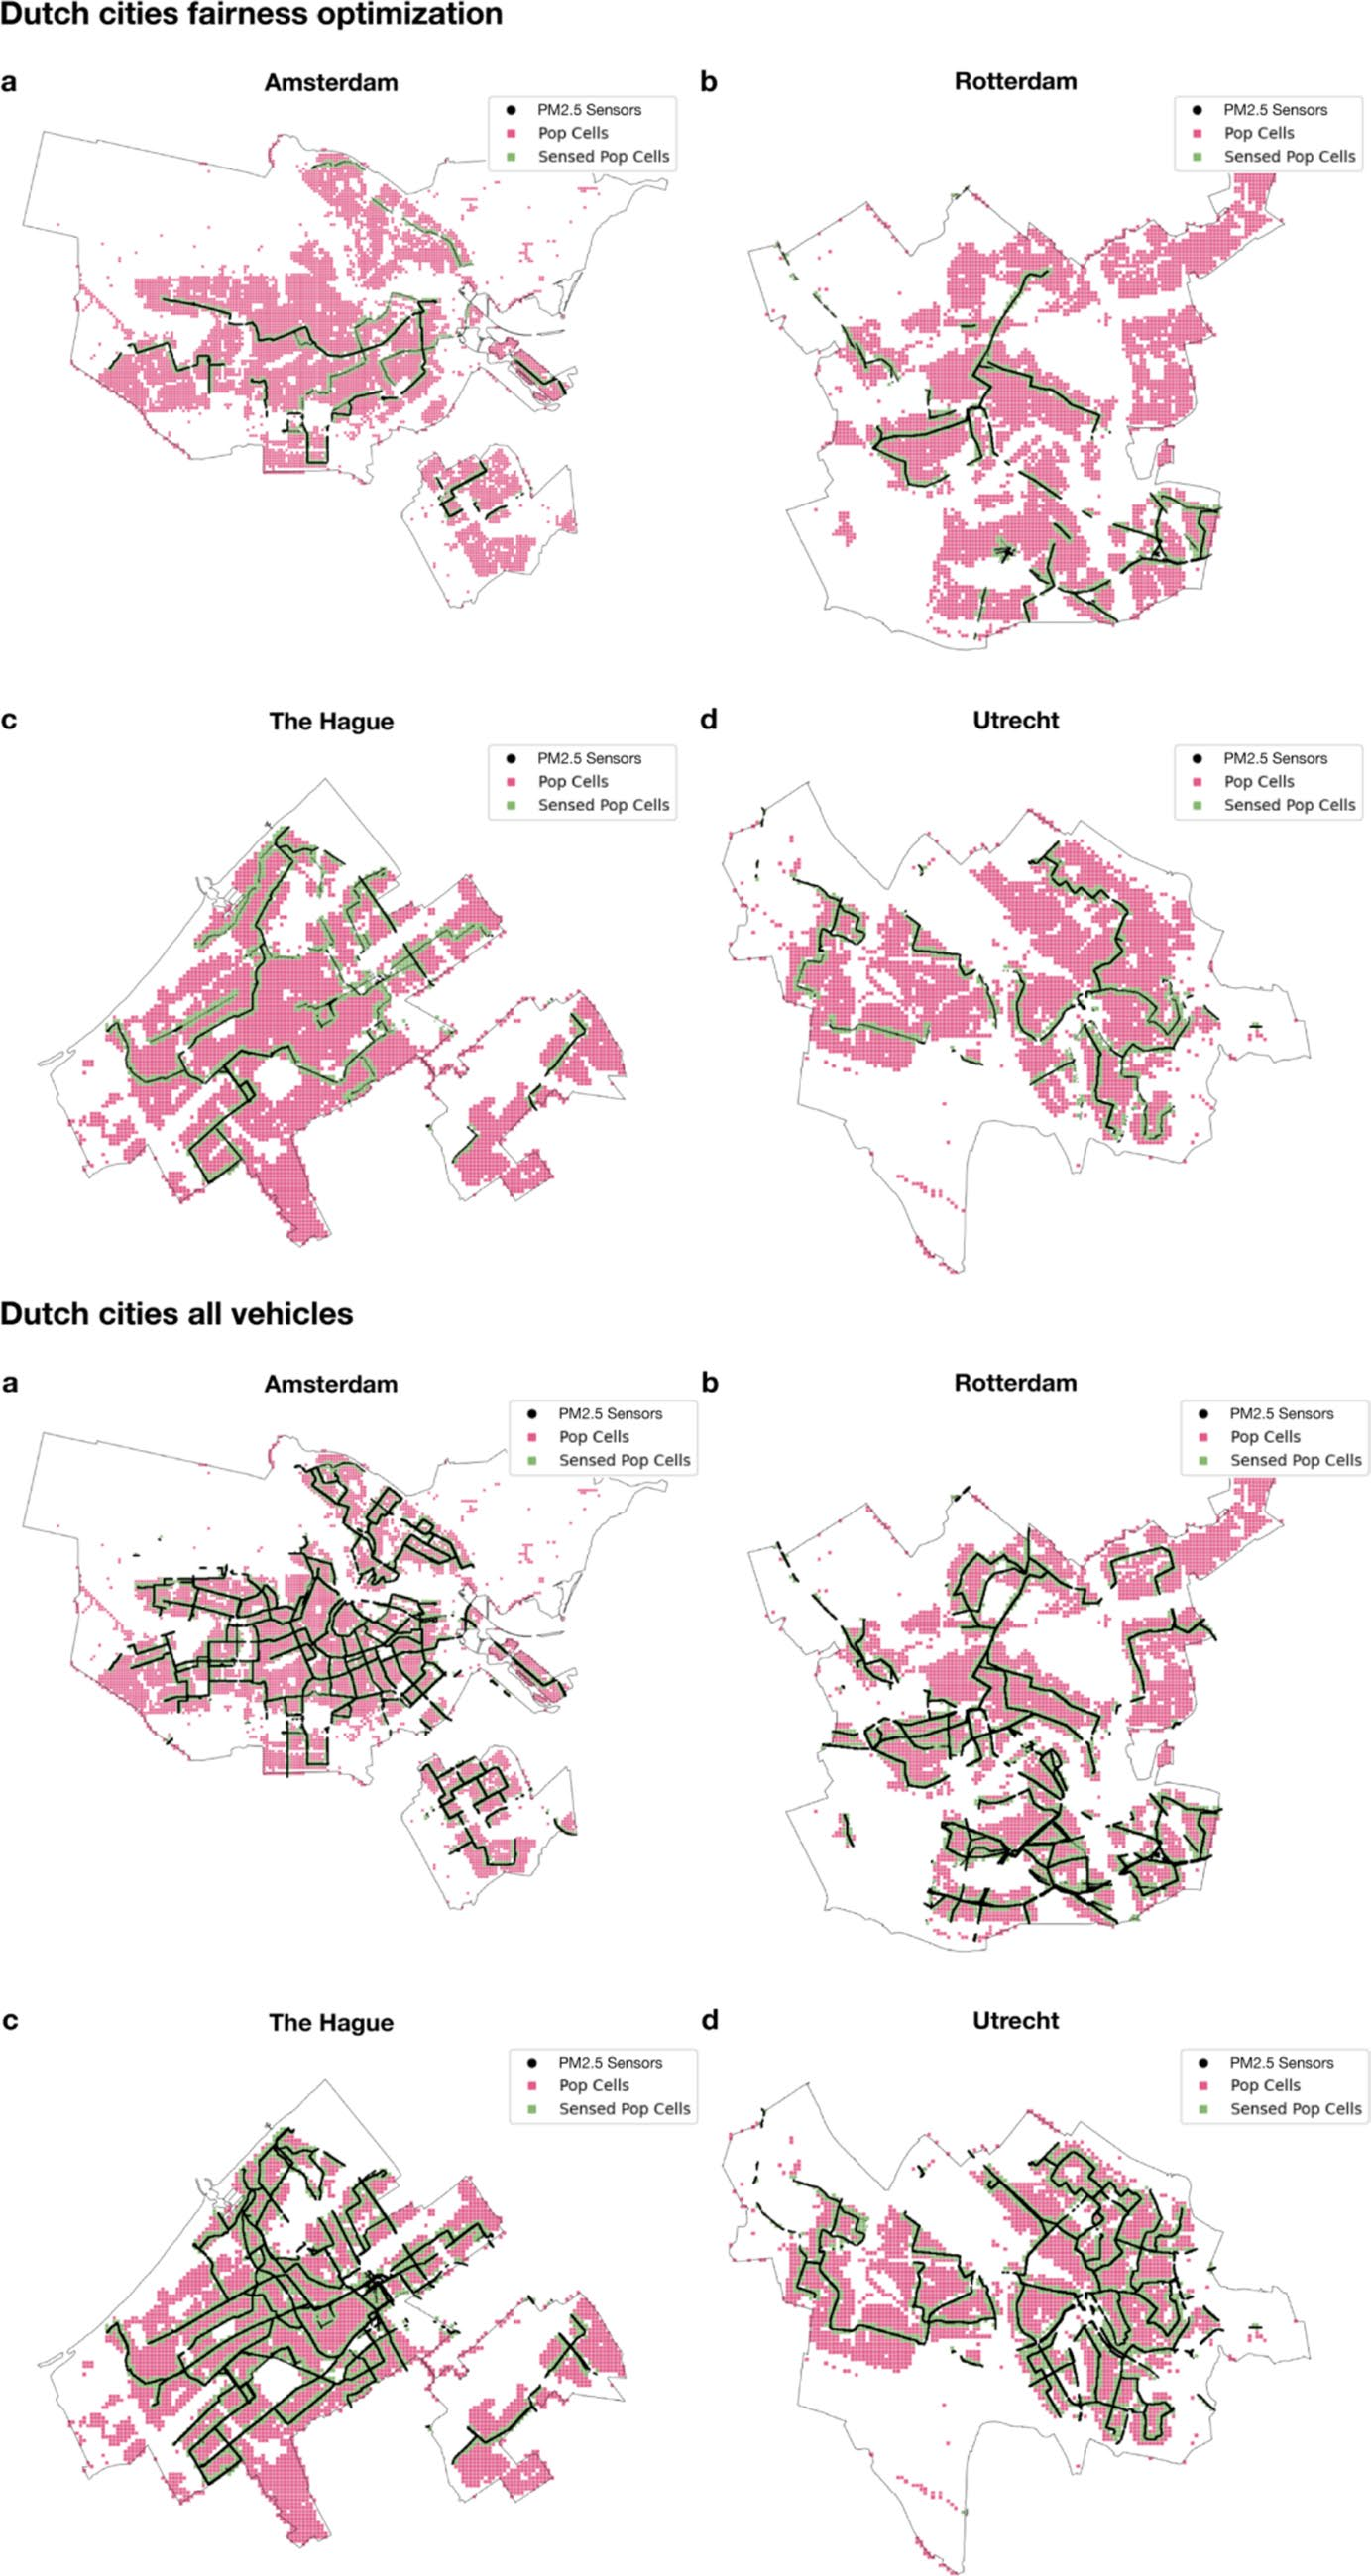 Dutch cities fairness optimization
a
Amsterdam
PM2.5 Sensors
Pop Cells
Sensed Pop Cells
b
Rotterdam
PM2.5 Sensors
Pop Cells
Sensed Pop Cells
c
The Hague
PM2.5 Sensors
Pop Cells
Sensed Pop Cells
d
Utrecht
PM2.5 Sensors
Pop Cells
Sensed Pop Cells
Dutch cities all vehicles
a
Amsterdam
PM2.5 Sensors
Pop Cells
Sensed Pop Cells
b
Rotterdam
PM2.5 Sensors
Pop Cells
Sensed Pop Cells
c
The Hague
PM2.5 Sensors
Pop Cells
Sensed Pop Cells
d
Utrecht
PM2.5 Sensors
Pop Cells
Sensed Pop Cells